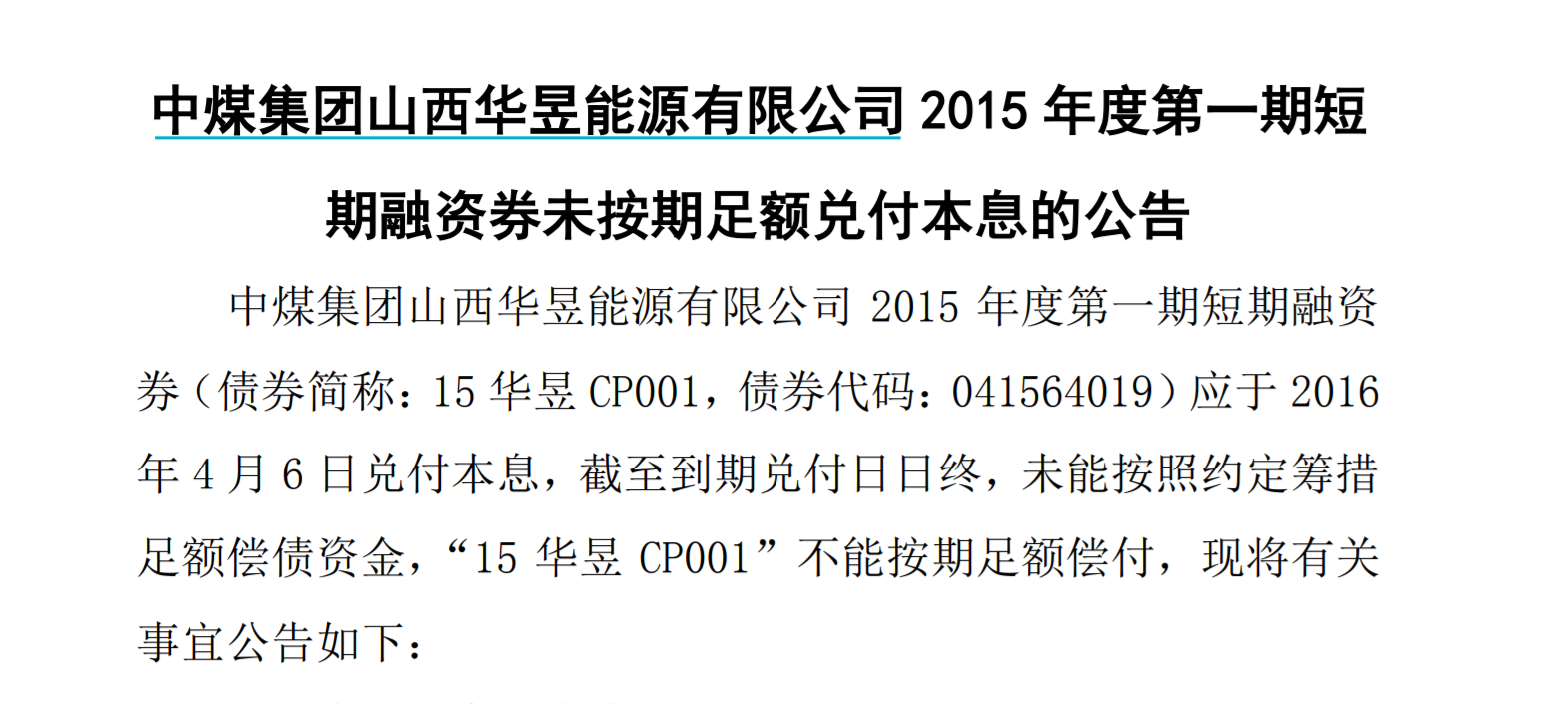 中煤集团山西华昱能源有限公司 2015 年度第一期短
期融资券未按期足额兑付本息的公告
中煤集团山西华昱能源有限公司 2015 年度第一期短期融资
券（债券简称：15 华昱 CP001，债券代码：041564019）应于 2016
年 4 月 6 日兑付本息，截至到期兑付日日终，未能按照约定筹措
足额偿债资金，“15 华昱 CP001”不能按期足额偿付，现将有关
事宜公告如下：